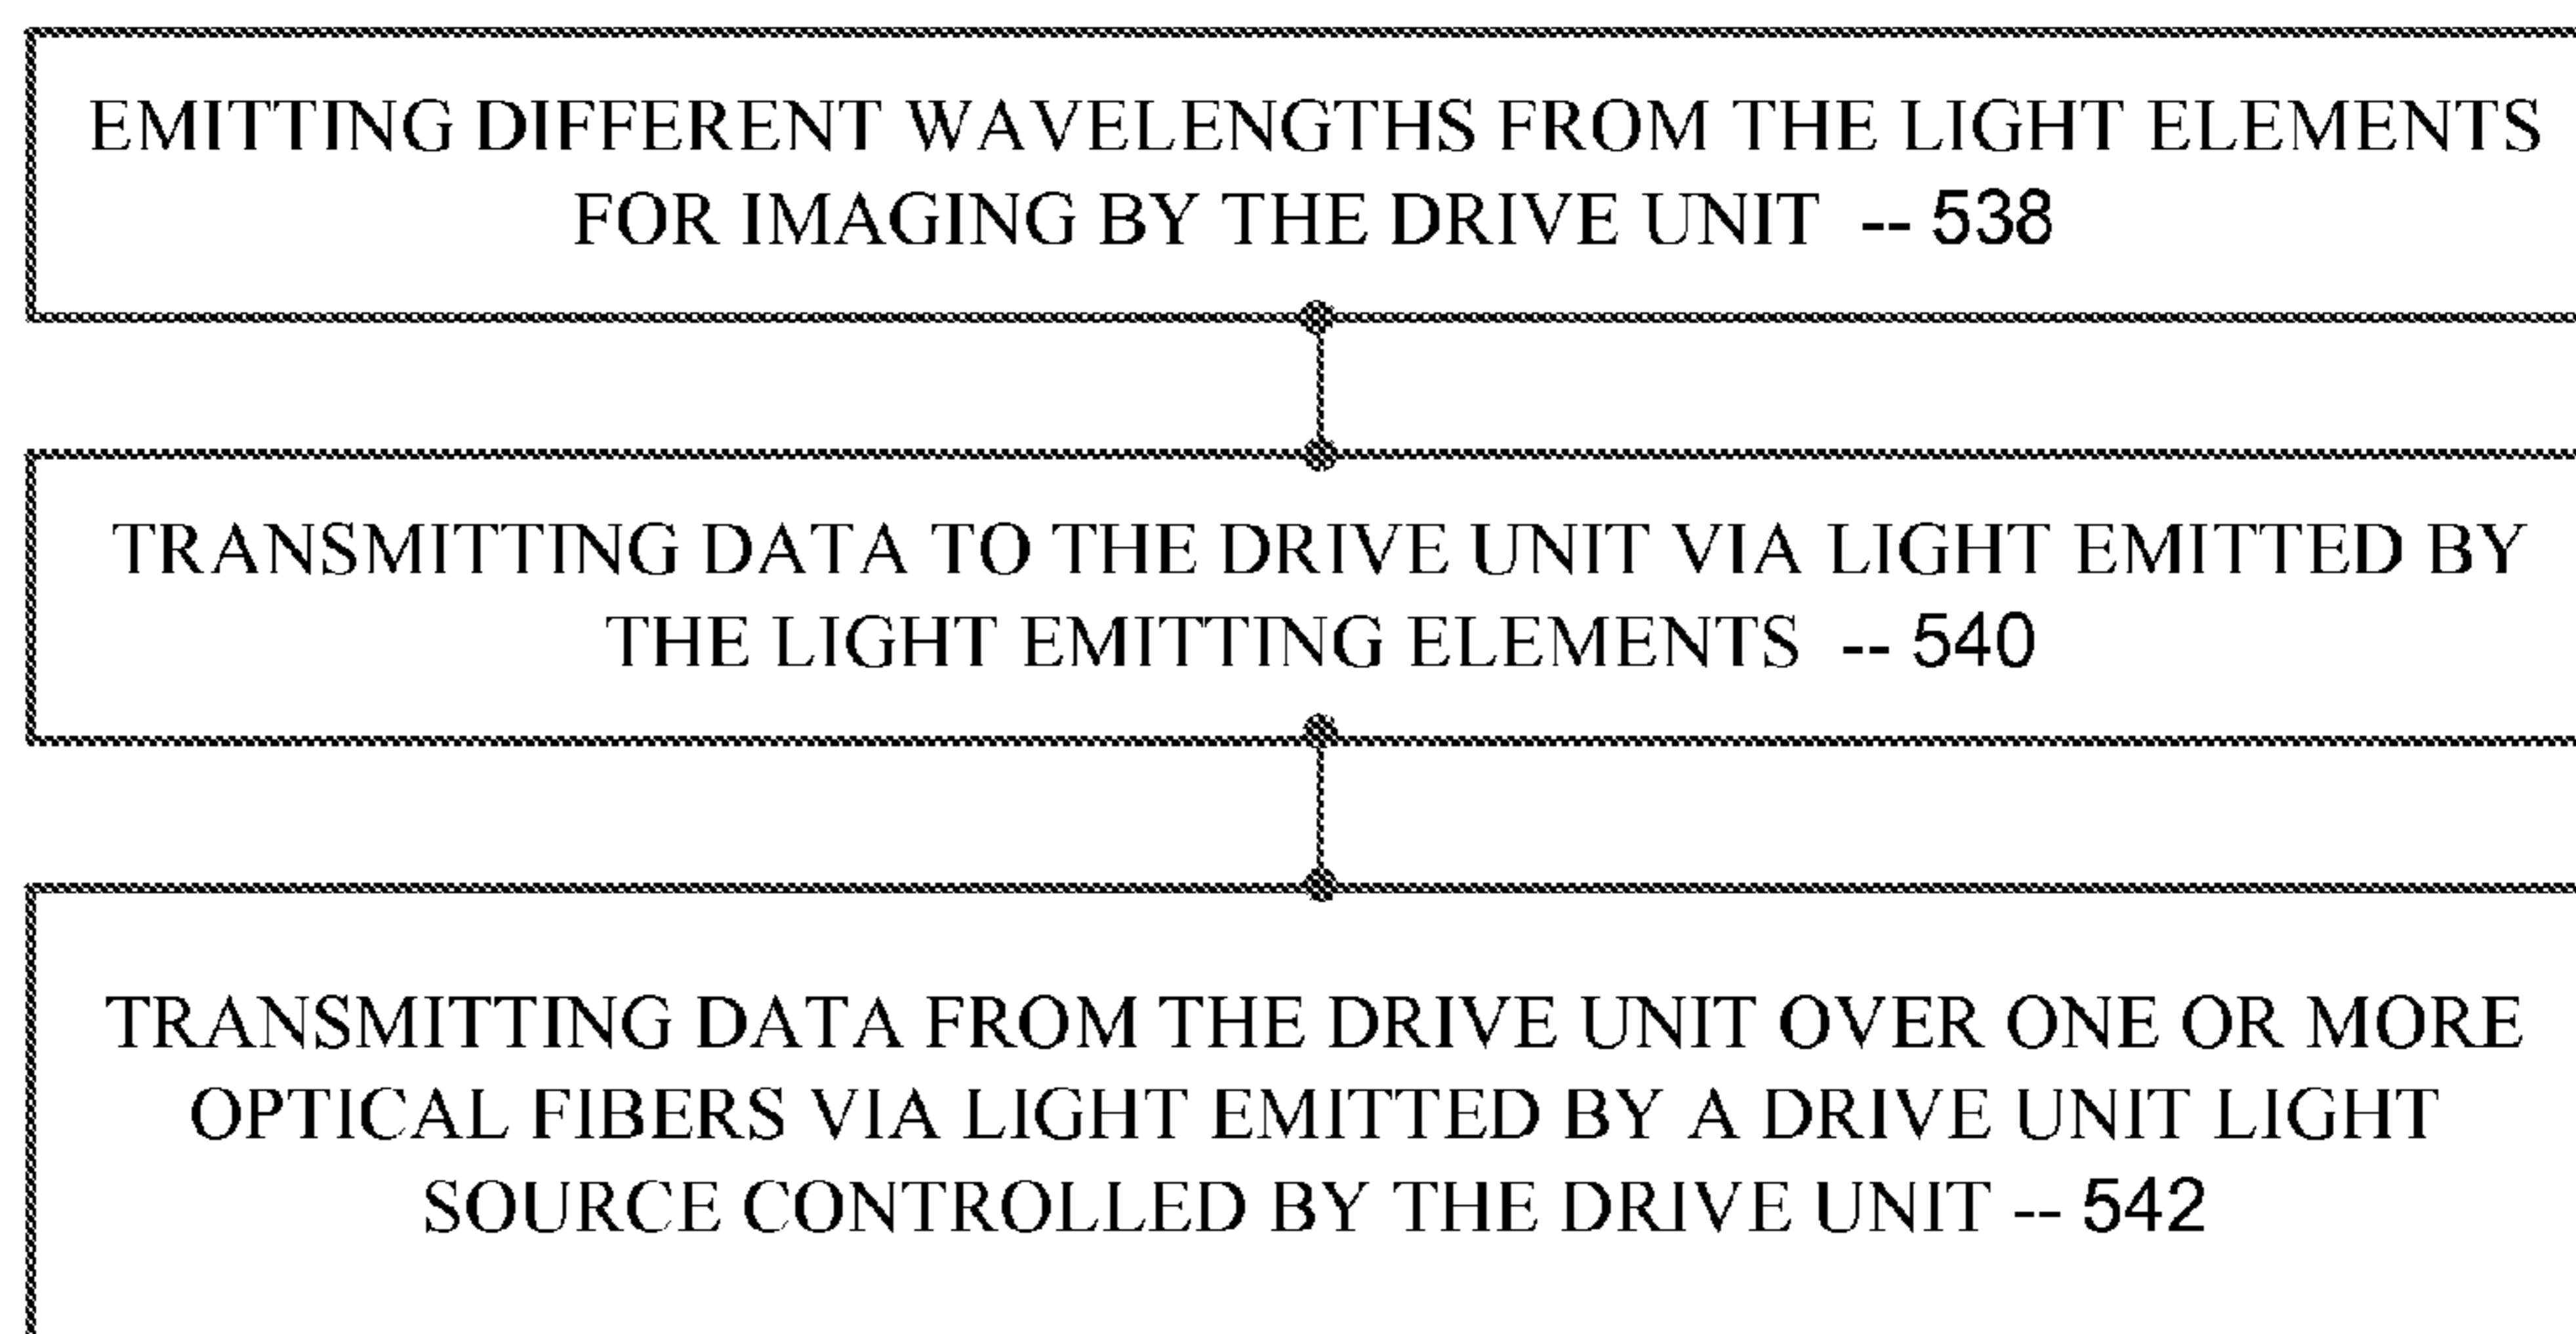 EMITTING DIFFERENT WAVELENGTHS FROM THE LIGHT ELEMENTS
FOR IMAGING BY THE DRIVE UNIT -- 538
TRANSMITTING DATA TO THE DRIVE UNIT VIA LIGHT EMITTED BY
THE LIGHT EMITTING ELEMENTS -- 540
TRANSMITTING DATA FROM THE DRIVE UNIT OVER ONE OR MORE
OPTICAL FIBERS VIA LIGHT EMITTED BY A DRIVE UNIT LIGHT
SOURCE CONTROLLED BY THE DRIVE UNIT -- 542